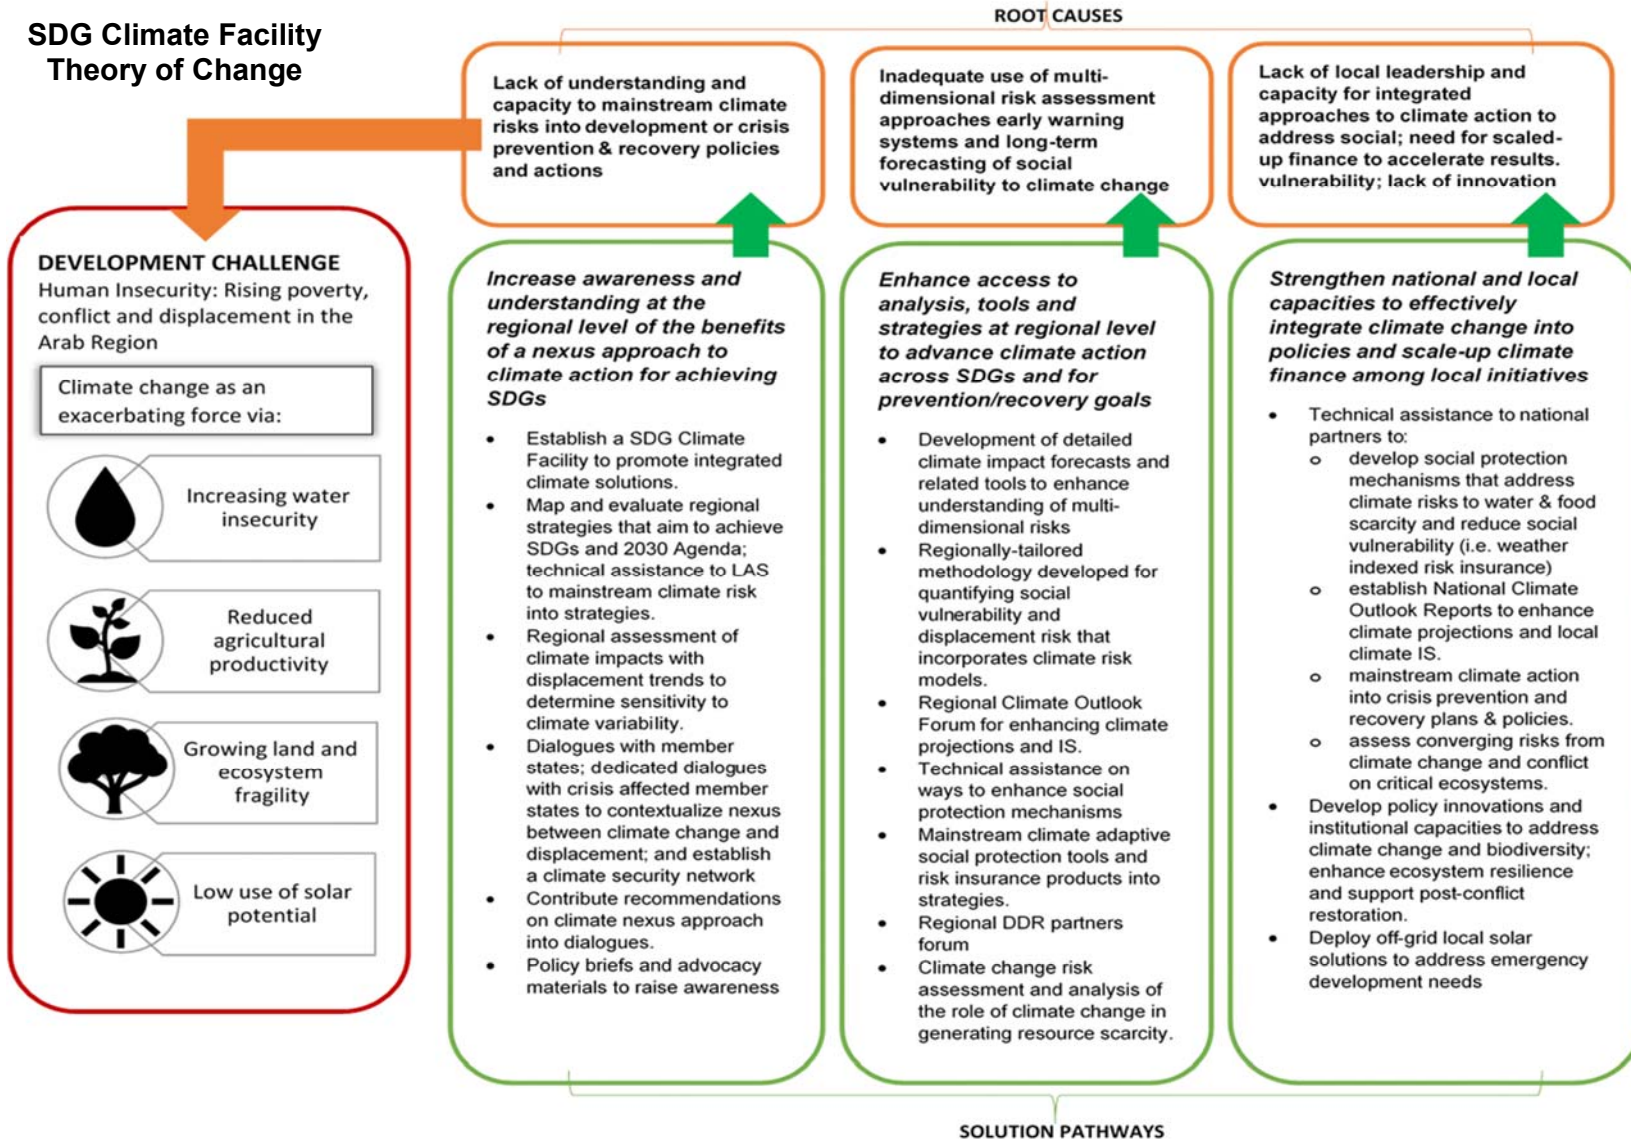 SDG Climate Facility
Theory of Change
ROOT CAUSES
Lack of understanding and
capacity to mainstream climate
risks into development or crisis
prevention & recovery policies
and actions
Inadequate use of multi-
dimensional risk assessment
approaches early warning
systems and long-term
forecasting of social
vulnerability to climate change
Lack of local leadership and
capacity for integrated
approaches to climate action to
address social; need for scaled-
up finance to accelerate results.
vulnerability; lack of innovation
DEVELOPMENT CHALLENGE
Human Insecurity: Rising poverty,
conflict and displacement in the
Arab Region
Climate change as an
exacerbating force via:
Increasing water
insecurity
Reduced
agricultural
productivity
Growing land and
ecosystem
fragility
Low use of solar
potential
Increase awareness and
understanding at the
regional level of the benefits
of a nexus approach to
climate action for achieving
SDGs
• Establish a SDG Climate
Facility to promote integrated
climate solutions.
• Map and evaluate regional
strategies that aim to achieve
SDGs and 2030 Agenda;
technical assistance to LAS
to mainstream climate risk
into strategies.
• Regional assessment of
climate impacts with
displacement trends to
determine sensitivity to
climate variability.
• Dialogues with member
states; dedicated dialogues
with crisis affected member
states to contextualize nexus
between climate change and
displacement; and establish
a climate security network
• Contribute recommendations
on climate nexus approach
into dialogues.
• Policy briefs and advocacy
materials to raise awareness
Enhance access to
analysis, tools and
strategies at regional level
to advance climate action
across SDGs and for
prevention/recovery goals
• Development of detailed
climate impact forecasts and
related tools to enhance
understanding of multi-
dimensional risks
• Regionally-tailored
methodology developed for
quantifying social
vulnerability and
displacement risk that
incorporates climate risk
models.
• Regional Climate Outlook
Forum for enhancing climate
projections and IS.
• Technical assistance on
ways to enhance social
protection mechanisms
• Mainstream climate adaptive
social protection tools and
risk insurance products into
strategies.
• Regional DDR partners
forum
• Climate change risk
assessment and analysis of
the role of climate change in
generating resource scarcity.
Strengthen national and local
capacities to effectively
integrate climate change into
policies and scale-up climate
finance among local initiatives
• Technical assistance to national
partners to:
o develop social protection
mechanisms that address
climate risks to water & food
scarcity and reduce social
vulnerability (i.e. weather
indexed risk insurance)
o establish National Climate
Outlook Reports to enhance
climate projections and local
climate IS.
o mainstream climate action
into crisis prevention and
recovery plans & policies.
o assess converging risks from
climate change and conflict
on critical ecosystems.
• Develop policy innovations and
institutional capacities to address
climate change and biodiversity;
enhance ecosystem resilience
and support post-conflict
restoration.
• Deploy off-grid local solar
solutions to address emergency
development needs
SOLUTION PATHWAYS